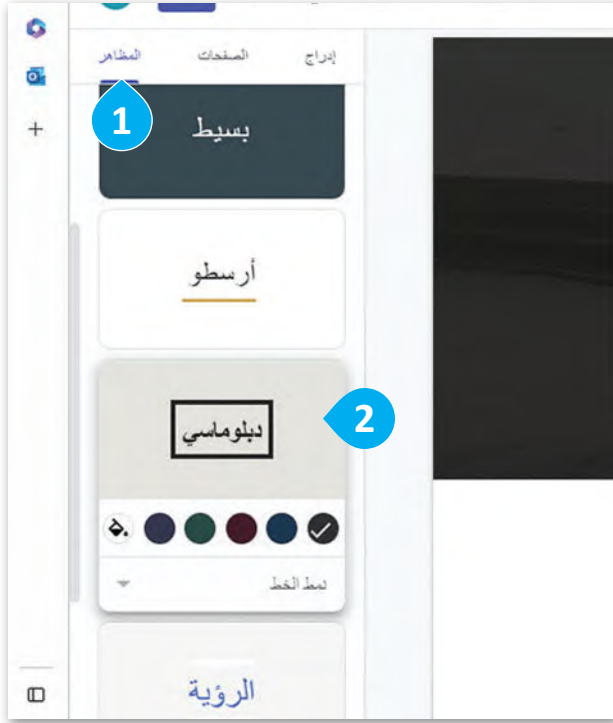 إدراج الصفحات المظاهر
1
بسيط
أرسطو
دبلوماسي
2
نمط الخط
الرؤية